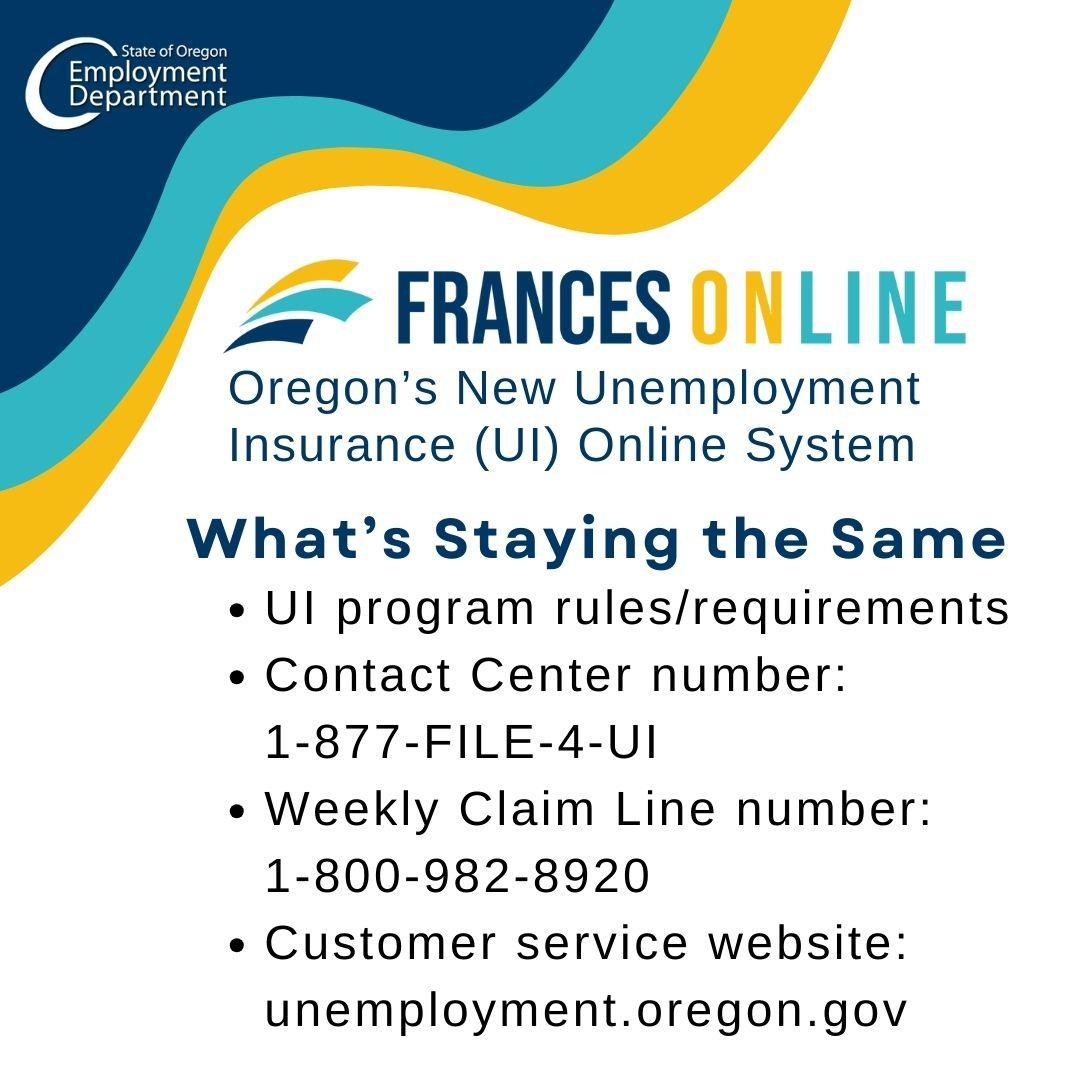 State of Oregon
Employment
Department
FRANCES ONLINE
Oregon’s New Unemployment
Insurance (UI) Online System
What’s Staying the Same
• UI program rules/requirements
• Contact Center number:
1-877-FILE-4-UI
• Weekly Claim Line number:
1-800-982-8920
• Customer service website:
unemployment.oregon.gov